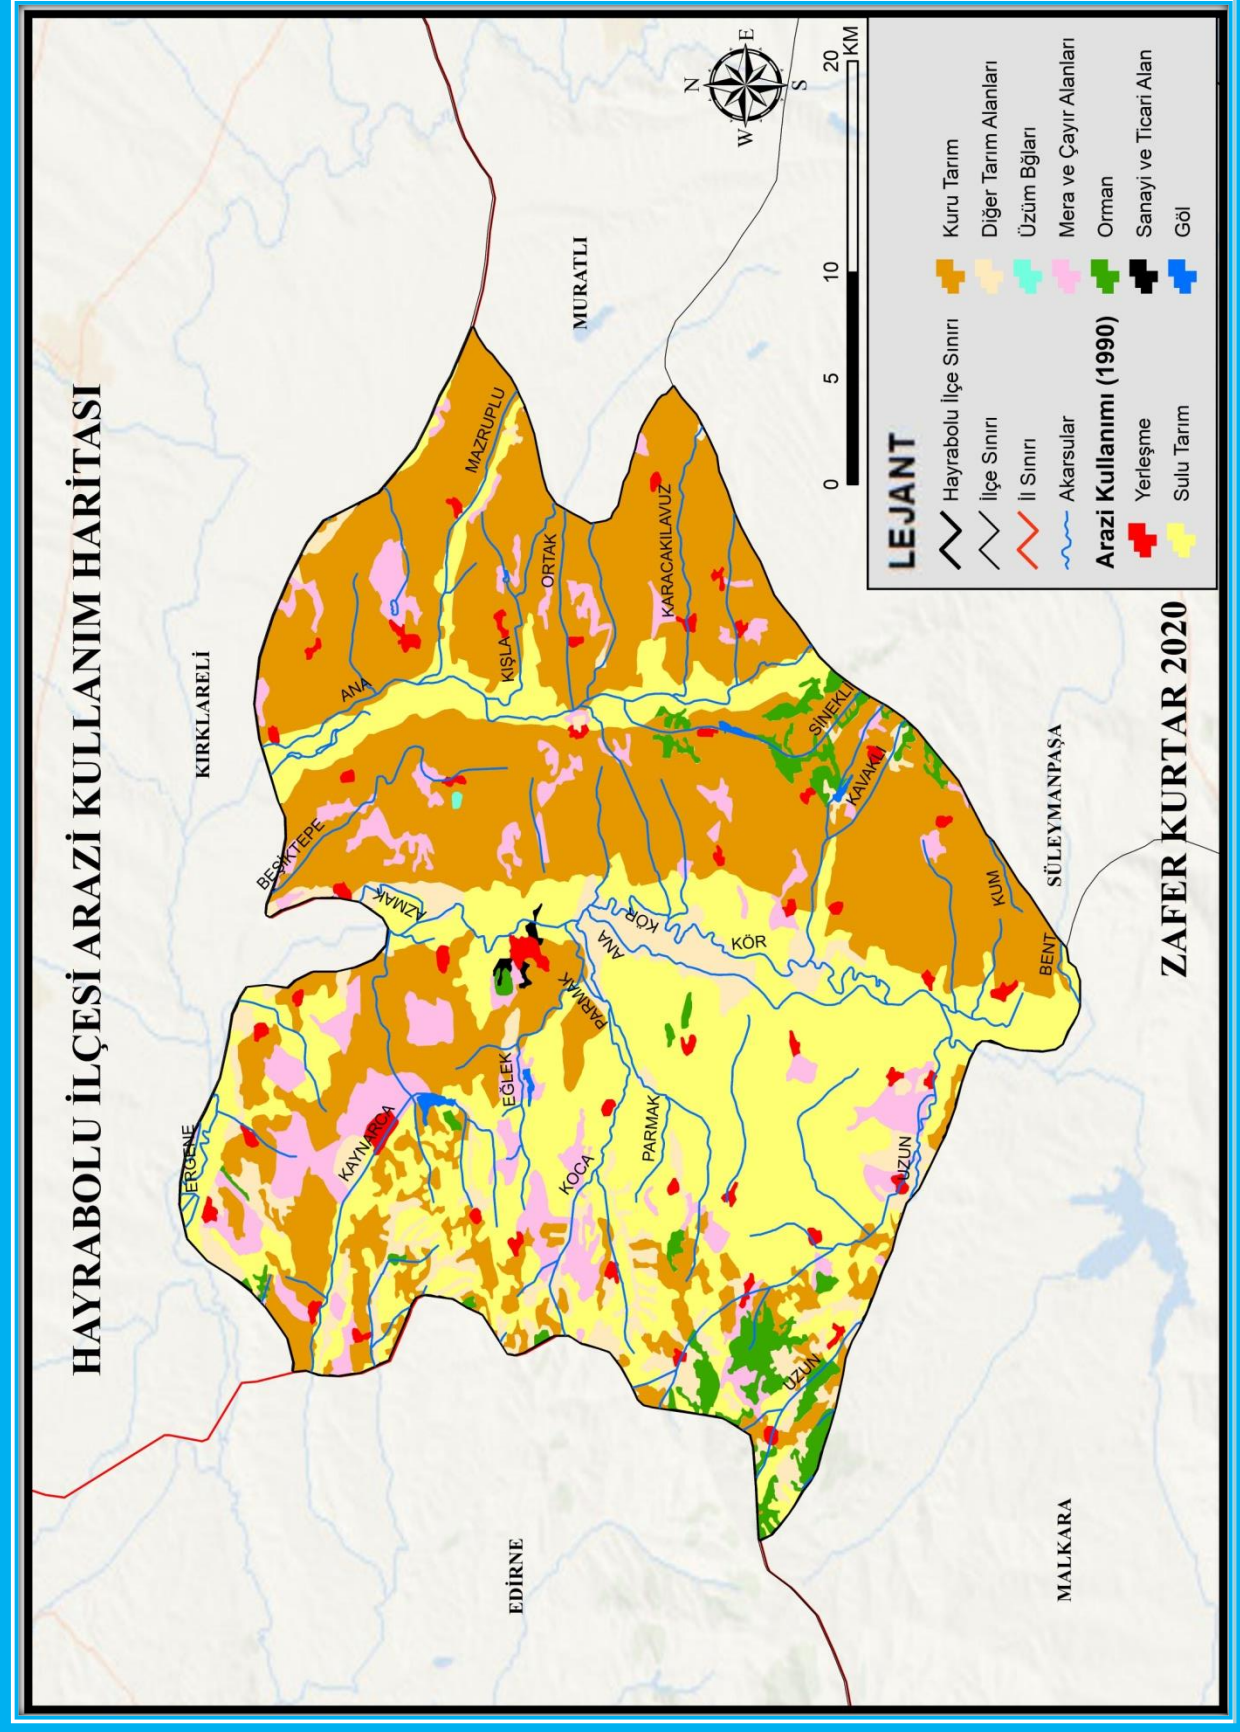 HAYRABOLU İLÇESİ ARAZİ KULLANIM HARİTASI
KIRKLARELİ
EDİRNE
MURATLI
MALKARA
SÜLEYMANPAŞA
ERGENE
KAYNARCA
BEŞİKTEPE
AZMAK
ANA
MAZRUPLU
KIŞLA
ORTAK
EĞLEK
KOCA
PARMAK
PARMAK
ANA
KÖR
KÖR
KARACAKILAVUZ
UZUN
UZUN
SİNEKLİ
KAVAKLI
KUM
BENT
N
W
E
S
0 5 10 20
KM
LEJANT
Hayrabolu İlçe Sınırı
İlçe Sınırı
İl Sınırı
Akarsular
Arazi Kullanımı (1990)
Yerleşme
Sulu Tarım
Kuru Tarım
Diğer Tarım Alanları
Üzüm Bğları
Mera ve Çayır Alanları
Orman
Sanayi ve Ticari Alan
Göl
ZAFER KURTAR 2020